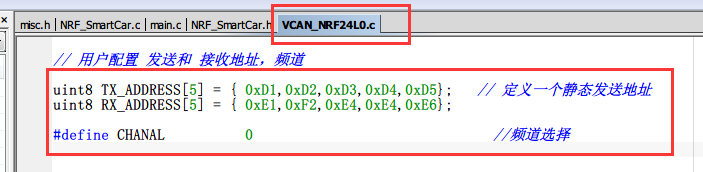 misc.h NRF_SmartCar.c main.c NRF_SmartCar.h VCAN_NRF24L0.c
// 用户配置 发送和 接收地址，频道
uint8 TX_ADDRESS[5] = { 0xD1,0xD2,0xD3,0xD4,0xD5}; // 定义一个静态发送地址
uint8 RX_ADDRESS[5] = { 0xE1,0xF2,0xE4,0xE4,0xE6};
#define CHANAL 0 //频道选择